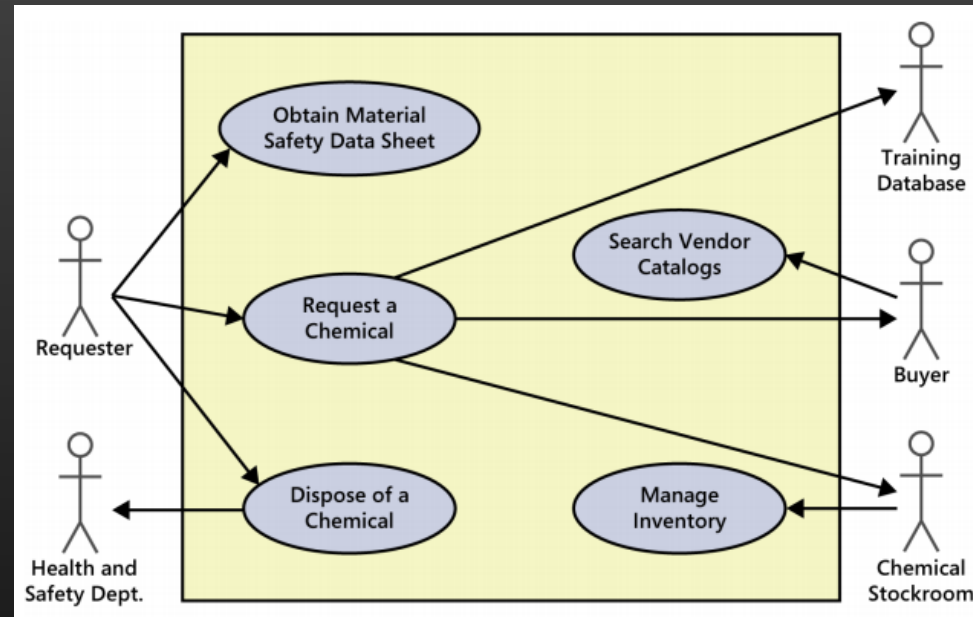 Obtain Material
Safety Data Sheet
Training
Database
Search Vendor
Catalogs
Request a
Chemical
Requester
Buyer
Dispose of a
Chemical
Manage
Inventory
Health and
Safety Dept.
Chemical
Stockroom